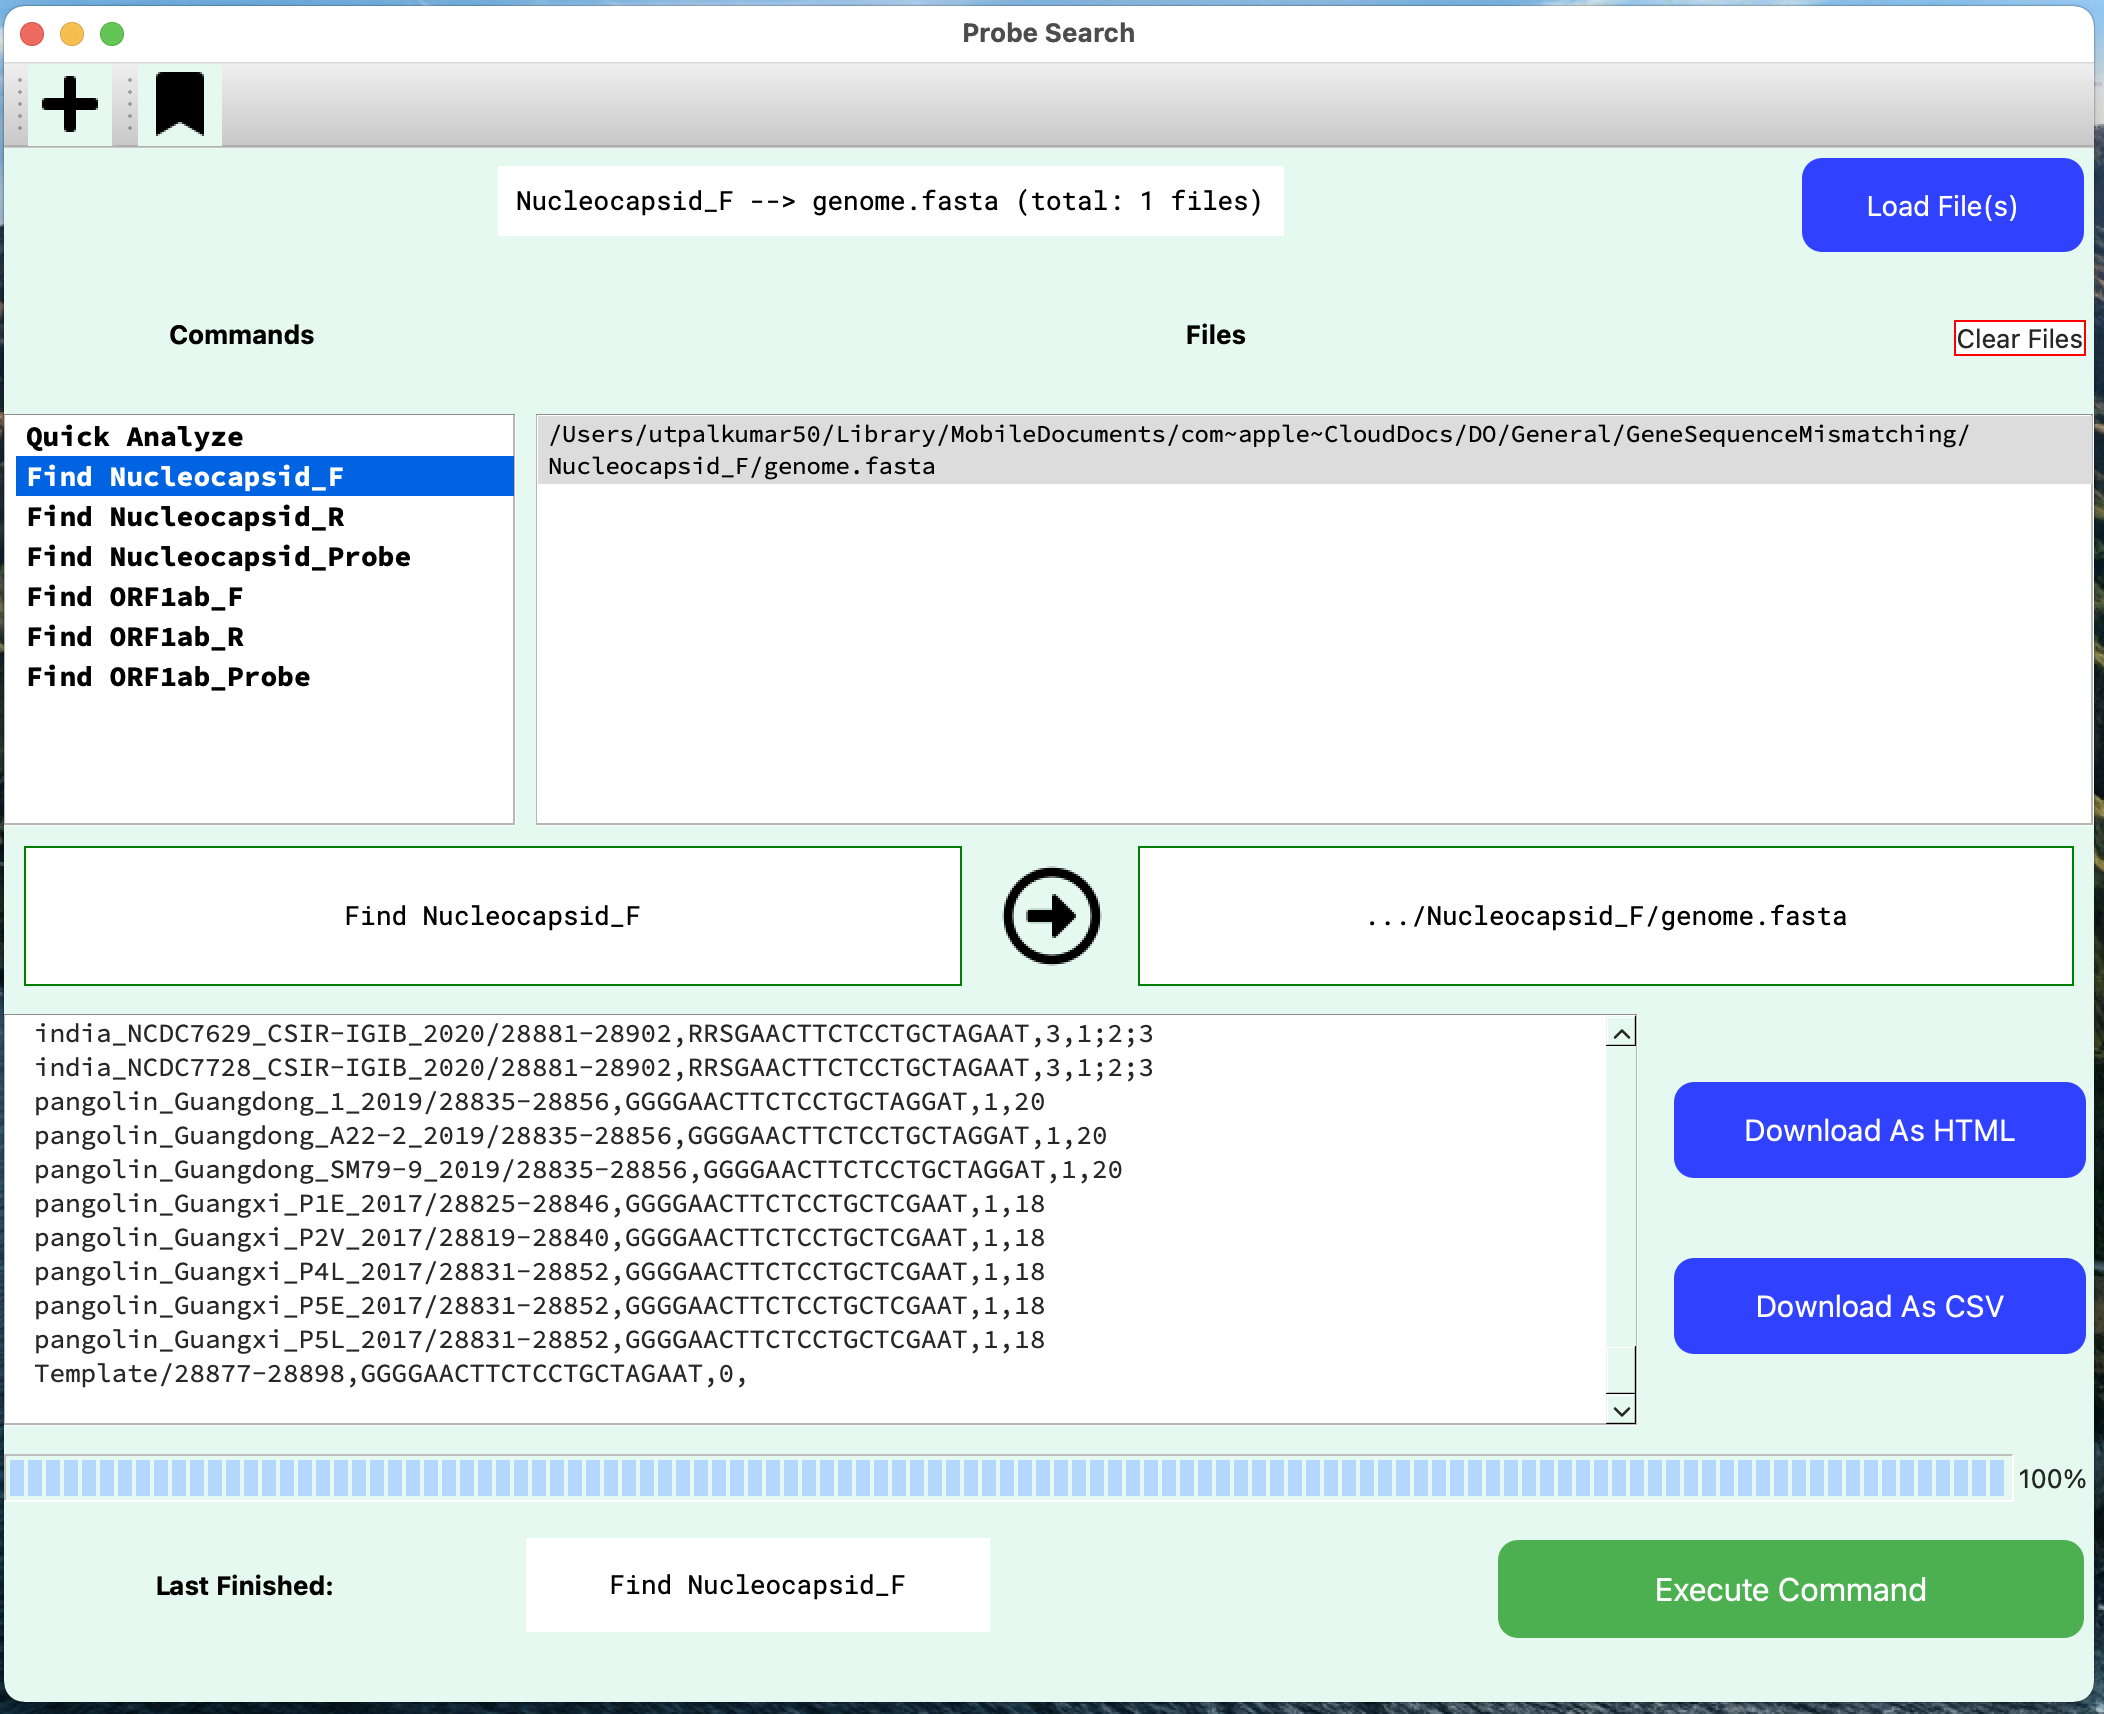 Probe Search
Nucleocapsid_F --> genome.fasta (total: 1 files)
Load File(s)
Commands
Files
Clear Files
Quick Analyze
Find Nucleocapsid_F
Find Nucleocapsid_R
Find Nucleocapsid_Probe
Find ORF1ab_F
Find ORF1ab_R
Find ORF1ab_Probe
/Users/utpalkumar50/Library/MobileDocuments/com~apple~CloudDocs/DO/General/GeneSequenceMismatching/
Nucleocapsid_F/genome.fasta
Find Nucleocapsid_F
.../Nucleocapsid_F/genome.fasta
india_NCDC7629_CSIR-IGIB_2020/28881-28902,RRSGAACTTCTCCTGCTAGAAT,3,1;2;3
india_NCDC7728_CSIR-IGIB_2020/28881-28902,RRSGAACTTCTCCTGCTAGAAT,3,1;2;3
pangolin_Guangdong_1_2019/28835-28856,GGGGAACTTCTCCTGCTAGGAT,1,20
pangolin_Guangdong_A22-2_2019/28835-28856,GGGGAACTTCTCCTGCTAGGAT,1,20
pangolin_Guangdong_SM79-9_2019/28835-28856,GGGGAACTTCTCCTGCTAGGAT,1,20
pangolin_Guangxi_P1E_2017/28825-28846,GGGGAACTTCTCCTGCTCGAAT,1,18
pangolin_Guangxi_P2V_2017/28819-28840,GGGGAACTTCTCCTGCTCGAAT,1,18
pangolin_Guangxi_P4L_2017/28831-28852,GGGGAACTTCTCCTGCTCGAAT,1,18
pangolin_Guangxi_P5E_2017/28831-28852,GGGGAACTTCTCCTGCTCGAAT,1,18
pangolin_Guangxi_P5L_2017/28831-28852,GGGGAACTTCTCCTGCTCGAAT,1,18
Template/28877-28898,GGGGAACTTCTCCTGCTAGAAT,0,
Download As HTML
Download As CSV
100%
Last Finished:
Find Nucleocapsid_F
Execute Command